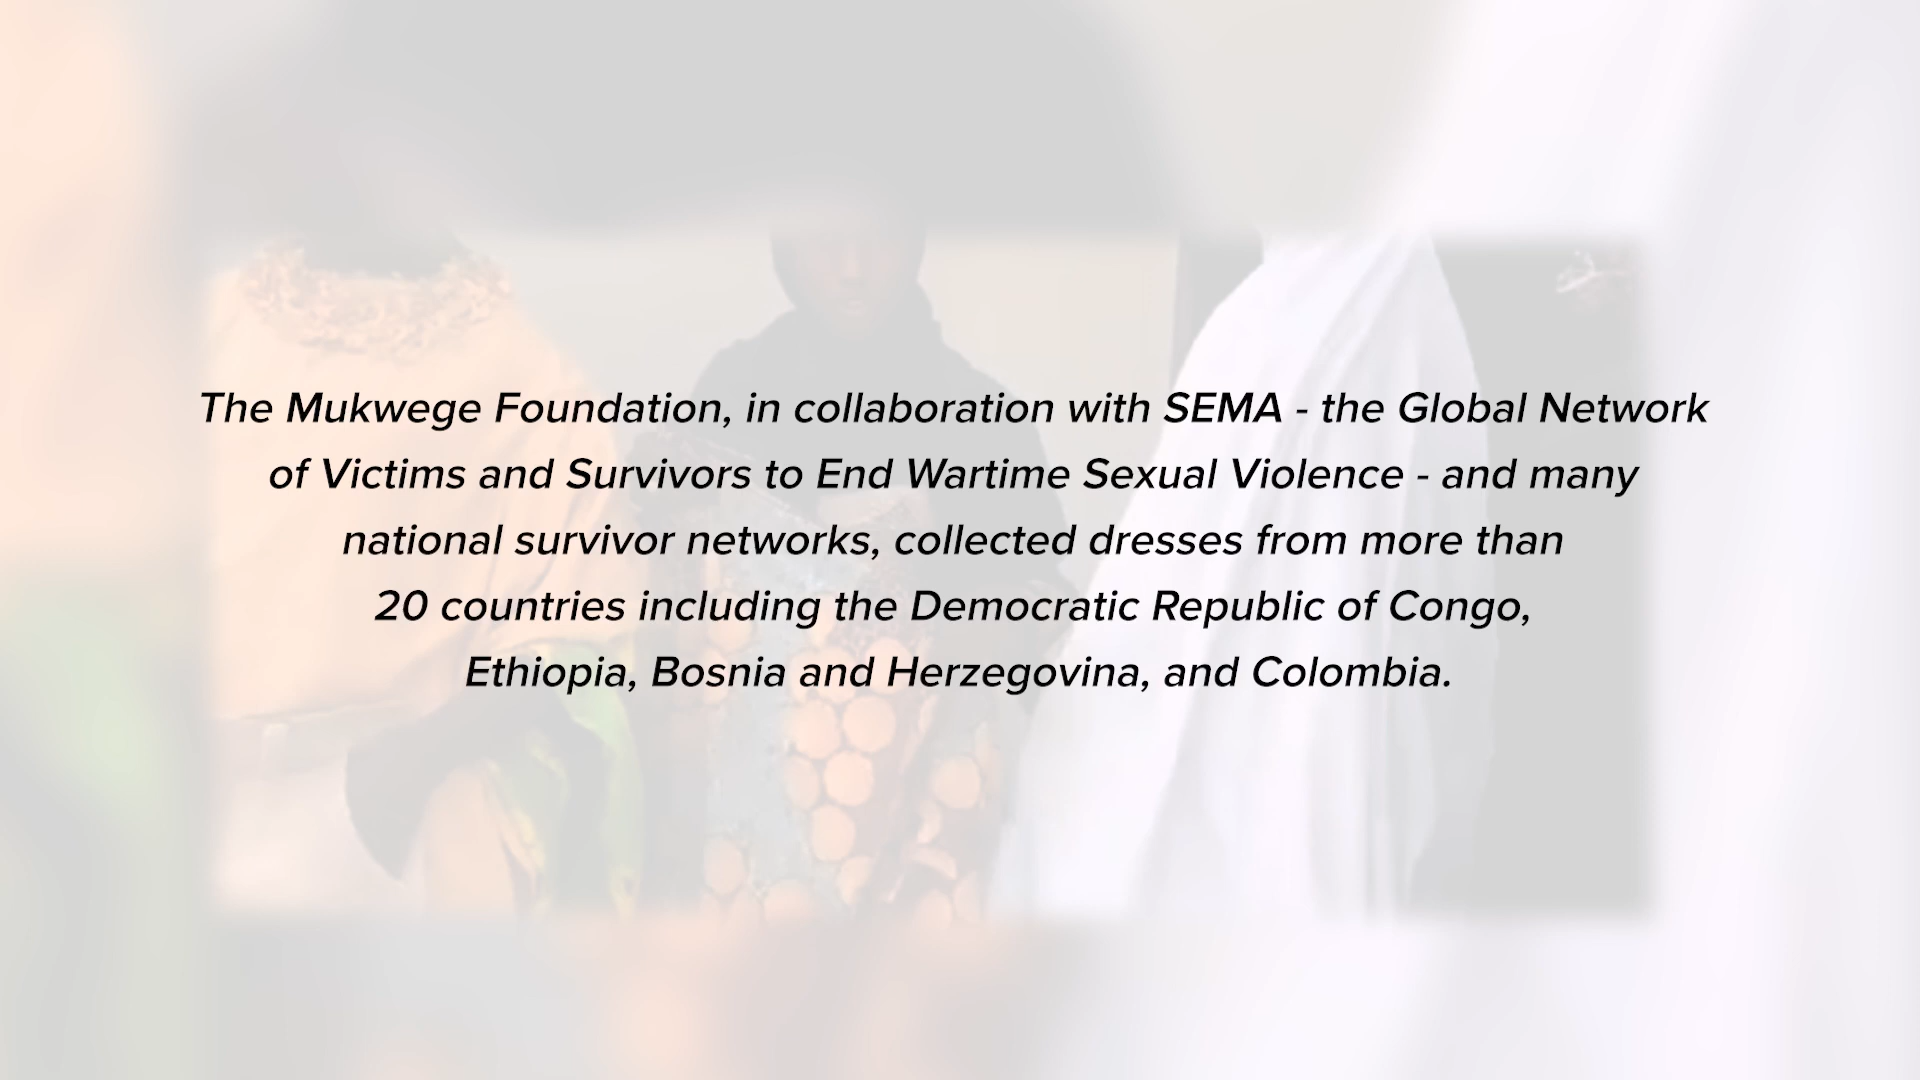 The Mukwege Foundation, in collaboration with SEMA - the Global Network
of Victims and Survivors to End Wartime Sexual Violence - and many
national survivor networks, collected dresses from more than
20 countries including the Democratic Republic of Congo,
Ethiopia, Bosnia and Herzegovina, and Colombia.